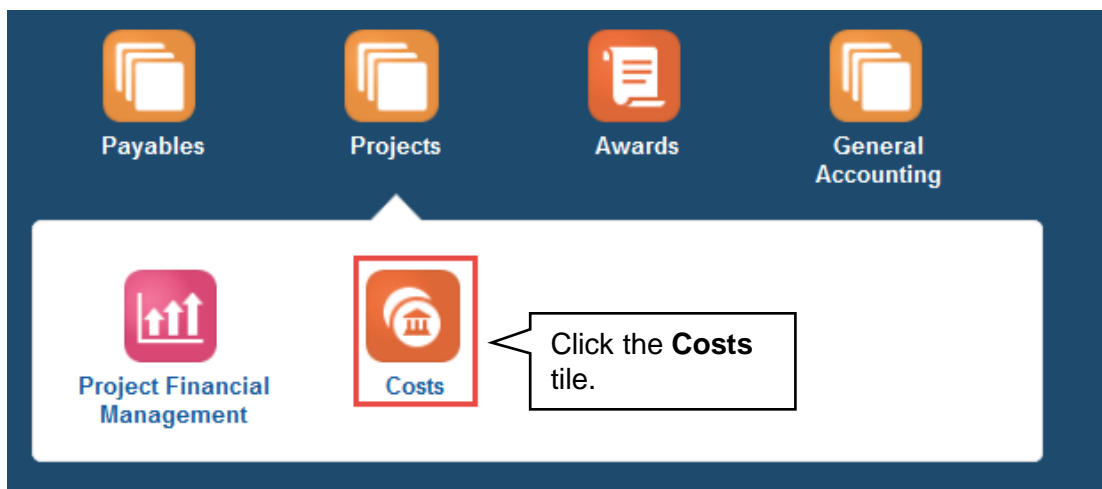 Payables
Projects
Awards
General
Accounting
Project Financial
Management
Costs
Click the Costs
tile.